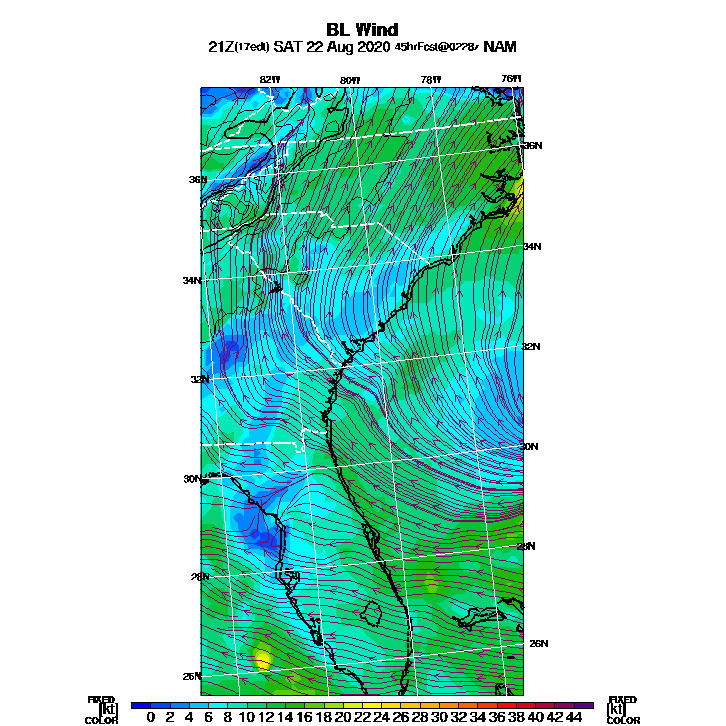 BL Wind
21Z(17edt) SAT 22 Aug 2020 45hrFcst@0228z NAM
82W 80W 78W 76W
36N
36N
34N
34N
32N
32N
30N
30N
28N
28N
26N
26N
FIXED FIXED
[kt] 0 2 4 6 8 10 12 14 16 18 20 22 24 26 28 30 32 34 36 38 40 42 44 [kt]
COLOR COLOR